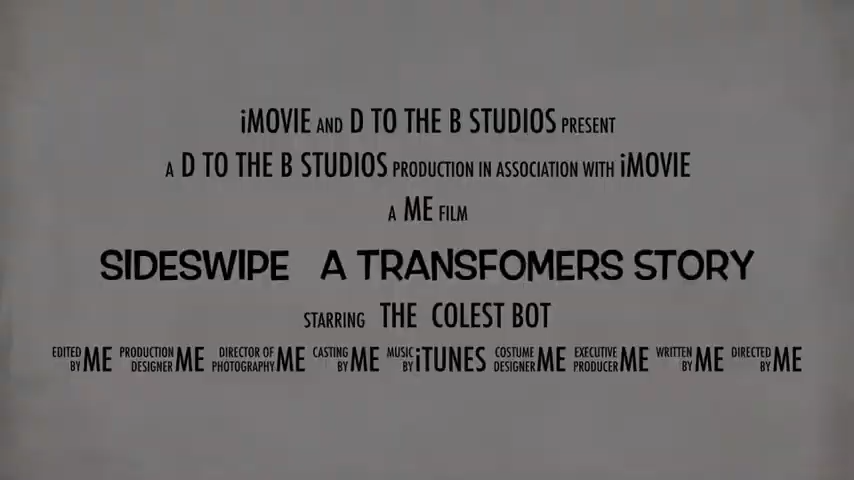 iMOVIE AND D TO THE B STUDIOS PRESENT
A D TO THE B STUDIOS PRODUCTION IN ASSOCIATION WITH iMOVIE
A ME FILM
SIDESWIPE A TRANSFOMERS STORY
STARRING THE COLEST BOT
EDITED BY ME PRODUCTION DESIGNER ME DIRECTOR OF PHOTOGRAPHY ME CASTING BY ME MUSIC BY iTUNES COSTUME DESIGNER ME EXECUTIVE PRODUCER ME WRITTEN BY ME DIRECTED BY ME